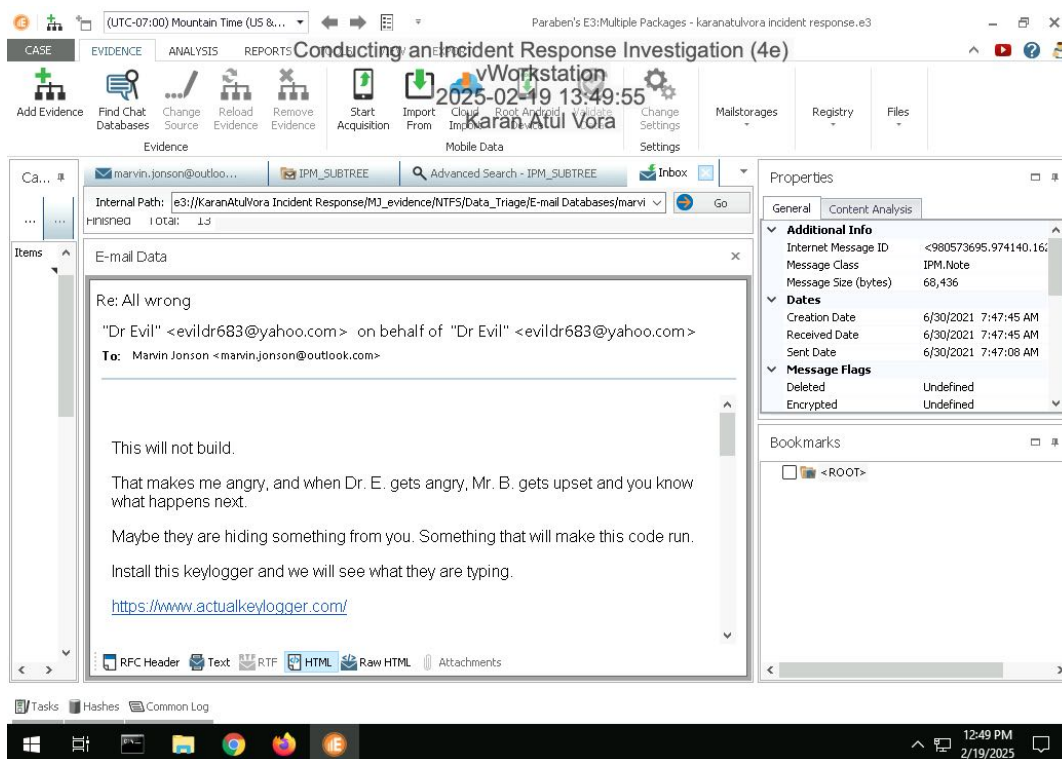 (UTC-07:00) Mountain Time (US &...
Paraben's E3:Multiple Packages - karanatulvora incident response.e3
CASE EVIDENCE ANALYSIS REPORTS
Conducting an Incident Response Investigation (4e)
vWorkstation
2025-02-19 13:49:55
Karan Atul Vora
Add Evidence
Find Chat Databases
Change Source
Reload Evidence
Remove Evidence
Start Acquisition
Import From
Cloud Import
Root Android Device
Validate
Change Settings
Mailstorages
Registry
Files
Evidence
Mobile Data
Settings
Ca...
marvin.jonson@outloo...
IPM_SUBTREE
Advanced Search - IPM_SUBTREE
Inbox
... ...
Internal Path: e3://KaranAtulVora Incident Response/MJ_evidence/NTFS/Data_Triage/E-mail Databases/marvi
Go
Finished Total: 13
Items
E-mail Data
Re: All wrong
"Dr Evil" <evildr683@yahoo.com> on behalf of "Dr Evil" <evildr683@yahoo.com>
To: Marvin Jonson <marvin.jonson@outlook.com>
This will not build.
That makes me angry, and when Dr. E. gets angry, Mr. B. gets upset and you know
what happens next.
Maybe they are hiding something from you. Something that will make this code run.
Install this keylogger and we will see what they are typing.
https://www.actualkeylogger.com/
RFC Header Text RTF HTML Raw HTML Attachments
Properties
General Content Analysis
Additional Info
Internet Message ID <980573695.974140.162
Message Class IPM.Note
Message Size (bytes) 68,436
Dates
Creation Date 6/30/2021 7:47:45 AM
Received Date 6/30/2021 7:47:45 AM
Sent Date 6/30/2021 7:47:08 AM
Message Flags
Deleted Undefined
Encrypted Undefined
Bookmarks
<ROOT>
Tasks Hashes Common Log
12:49 PM
2/19/2025